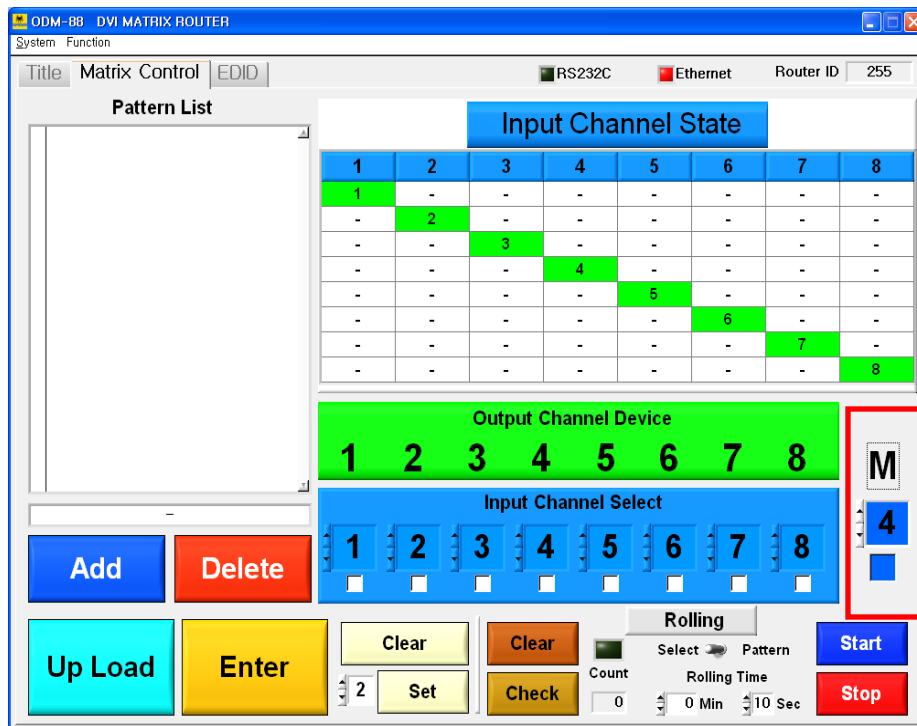 ODM-88 DVI MATRIX ROUTER
System Function
Title Matrix Control EDID RS232C Ethernet Router ID 255
Pattern List
Input Channel State
1 2 3 4 5 6 7 8
1 - - - - - - -
- 2 - - - - - -
- - 3 - - - - -
- - - 4 - - - -
- - - - 5 - - -
- - - - - 6 - -
- - - - - - 7 -
- - - - - - - 8
Output Channel Device
1 2 3 4 5 6 7 8
M
Input Channel Select
1 2 3 4 5 6 7 8
4
-
Add Delete
Up Load Enter
Clear
2 Set
Clear
Check
Rolling
Select Pattern
Count
0
Rolling Time
0 Min 10 Sec
Start
Stop